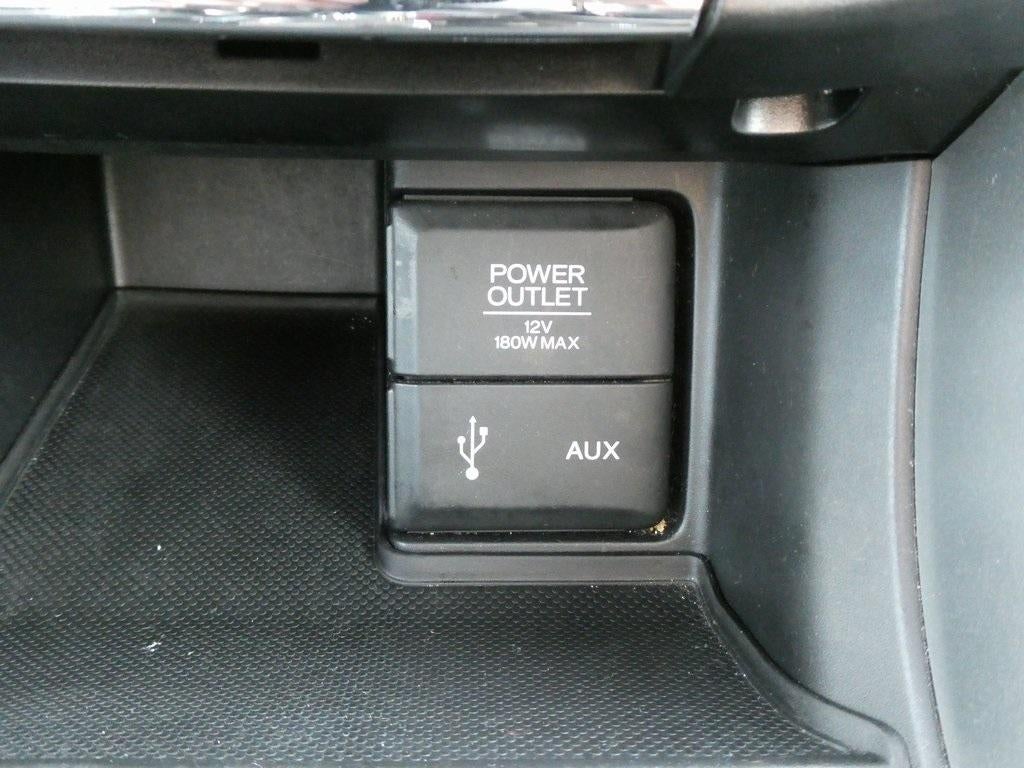 POWER
OUTLET
12V
180W MAX
AUX